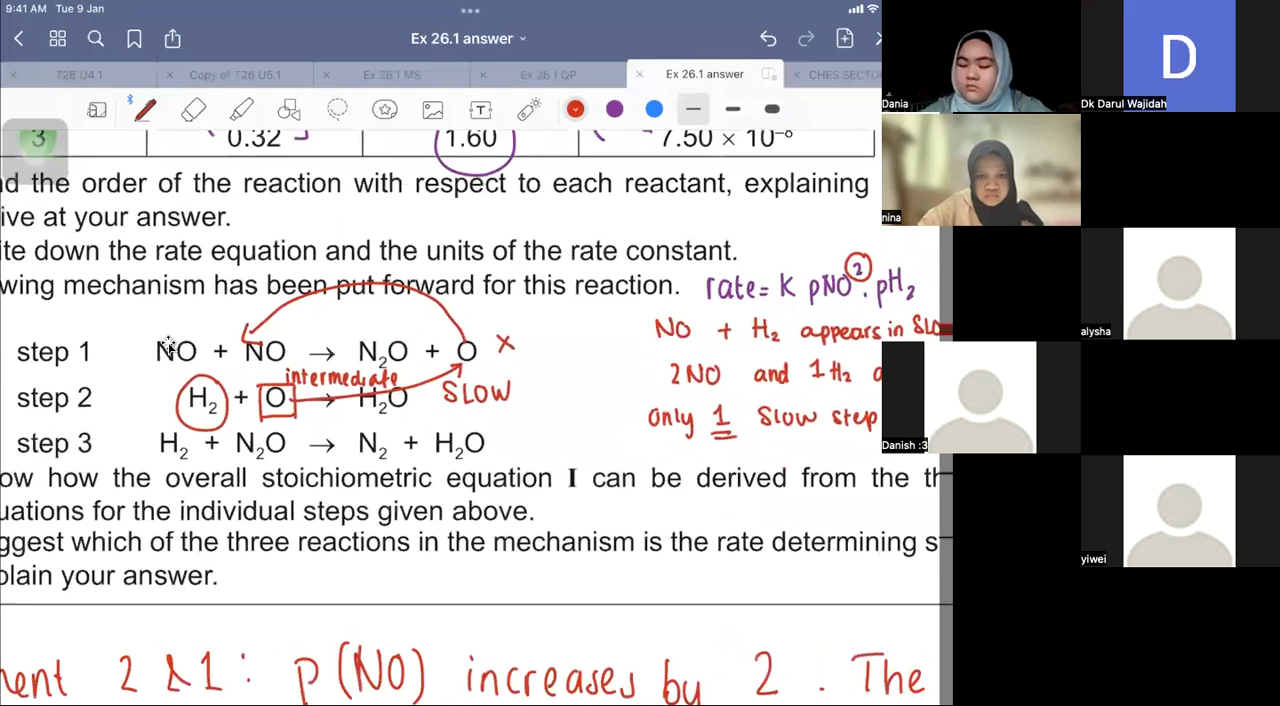 9:41 AM Tue 9 Jan
Ex 26.1 answer
T26 U4.1
Copy of T26 U5.1
Ex 26.1 MS
Ex 26.1 QP
Ex 26.1 answer
CHES SECTO
3 0.32 1.60 7.50 × 10⁻⁶
nd the order of the reaction with respect to each reactant, explaining
ive at your answer.
ite down the rate equation and the units of the rate constant.
wing mechanism has been put forward for this reaction.
rate = K pNO² . pH₂
step 1 NO + NO → N₂O + O ×
NO + H₂ appears in SLO
intermediate
2NO and 1H₂ a
step 2 H₂ + O → H₂O SLOW
only 1 slow step
step 3 H₂ + N₂O → N₂ + H₂O
ow how the overall stoichiometric equation I can be derived from the th
uations for the individual steps given above.
ggest which of the three reactions in the mechanism is the rate determining s
plain your answer.
ment 2 & 1 : p(NO) increases by 2 . The
Dania
D
Dk Darul Wajidah
nina
alysha
Danish :3
yiwei